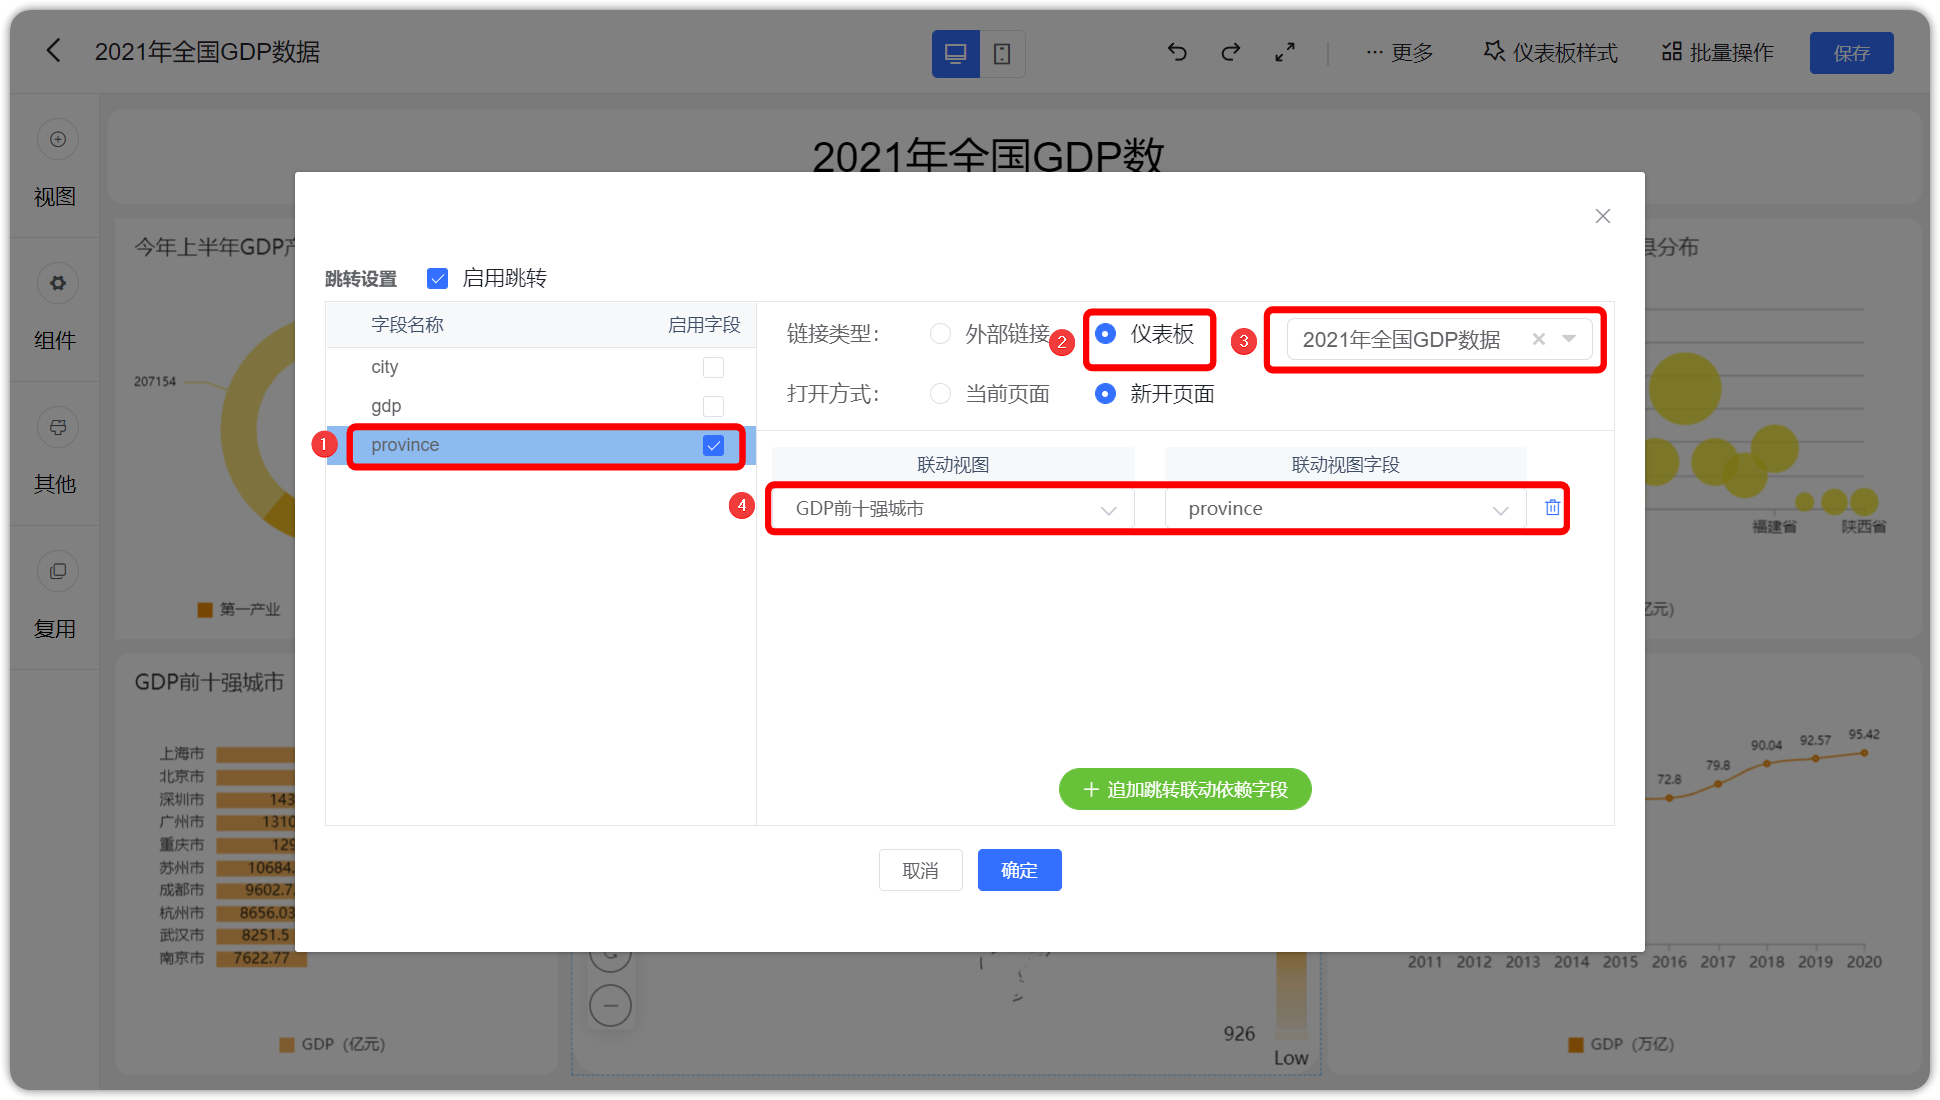 2021年全国GDP数据
更多
仪表板样式
批量操作
保存
视图
组件
其他
复用
2021年全国GDP数
今年上半年GDP产
县分布
207154
第一产业
福建省
陕西省
亿元)
跳转设置
启用跳转
字段名称
启用字段
city
gdp
1
province
链接类型：
外部链接
2
仪表板
3
2021年全国GDP数据
打开方式：
当前页面
新开页面
联动视图
联动视图字段
4
GDP前十强城市
province
追加跳转联动依赖字段
取消
确定
GDP前十强城市
上海市
北京市
深圳市 143
广州市 1310
重庆市 129
苏州市 10684.
成都市 9602.7
杭州市 8656.03
武汉市 8251.5
南京市 7622.77
GDP（亿元）
926
Low
72.8
79.8
90.04
92.57
95.42
2011 2012 2013 2014 2015 2016 2017 2018 2019 2020
GDP（万亿）